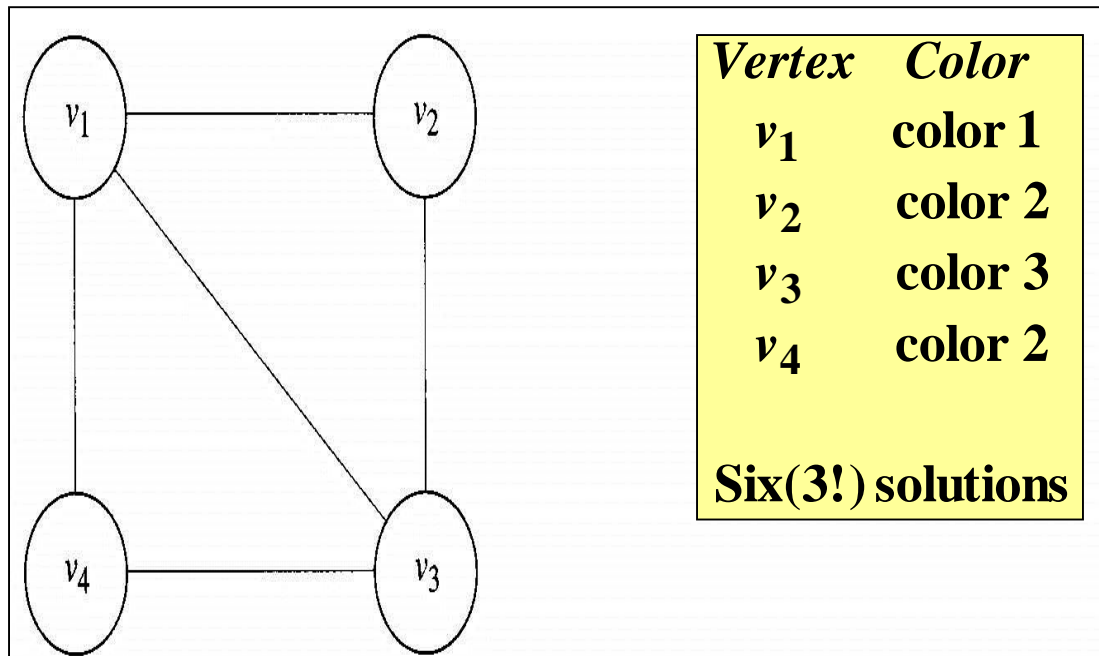 v1
v2
v4
v3
Vertex Color
v1 color 1
v2 color 2
v3 color 3
v4 color 2
Six(3!) solutions